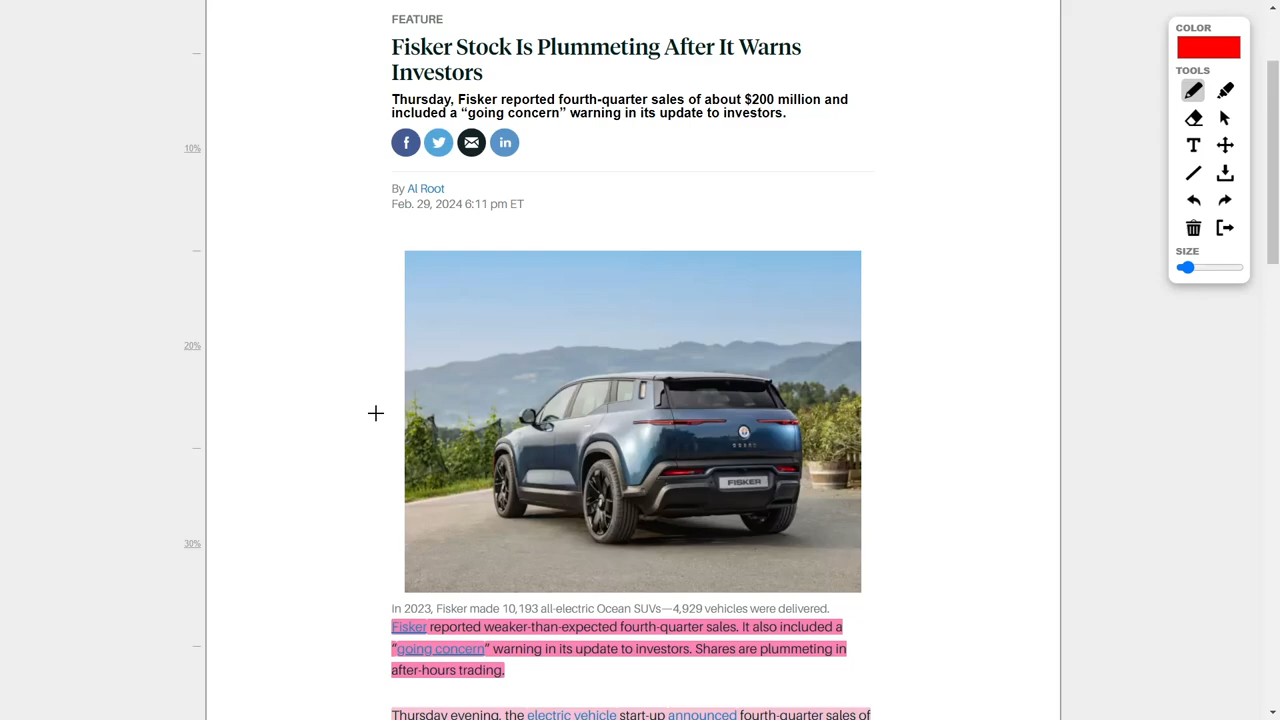 FEATURE
Fisker Stock Is Plummeting After It Warns
Investors
Thursday, Fisker reported fourth-quarter sales of about $200 million and
included a “going concern” warning in its update to investors.
By Al Root
Feb. 29, 2024 6:11 pm ET
10%
20%
30%
FISKER
In 2023, Fisker made 10,193 all-electric Ocean SUVs—4,929 vehicles were delivered.
Fisker reported weaker-than-expected fourth-quarter sales. It also included a
“going concern” warning in its update to investors. Shares are plummeting in
after-hours trading.
Thursday evening, the electric vehicle start-up announced fourth-quarter sales of
COLOR
TOOLS
SIZE